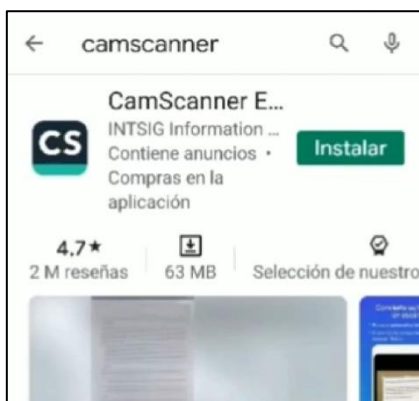 camscanner
CamScanner E...
INTSIG Information ...
CS
Contiene anuncios •
Instalar
Compras en la
aplicación
4.7★
2 M reseñas
63 MB
Selección de nuestro